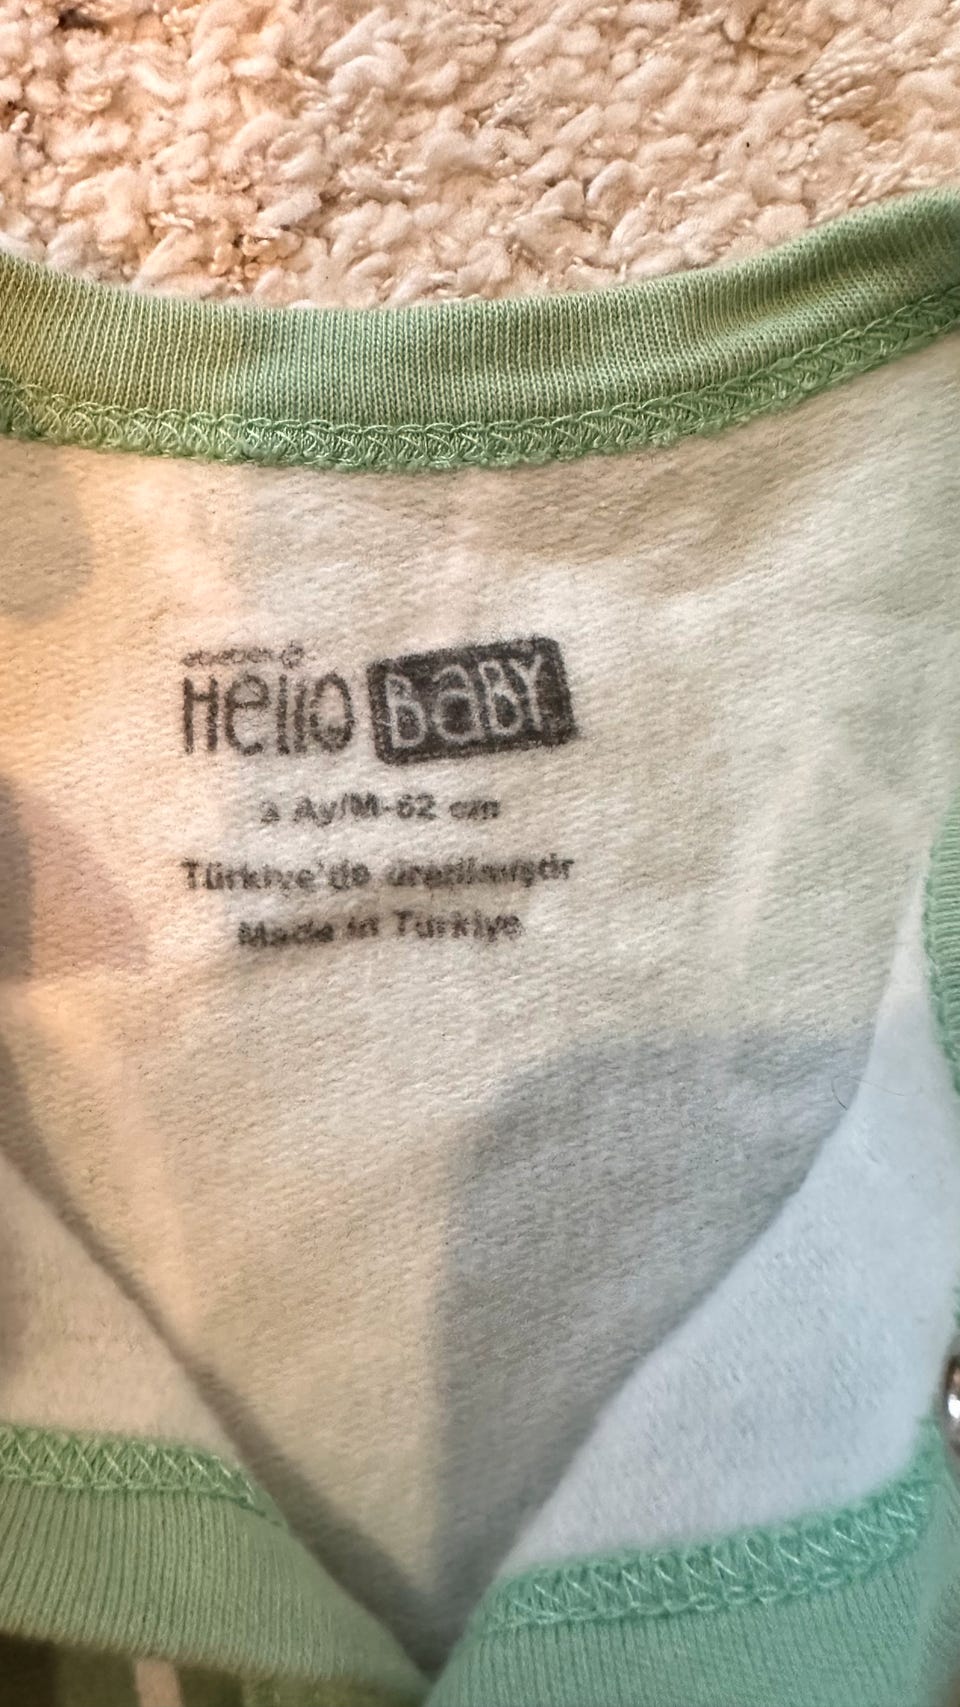 Hello BABY
3 Ay/M-62 cm
Türkiye'de üretilmiştir
Made in Türkiye